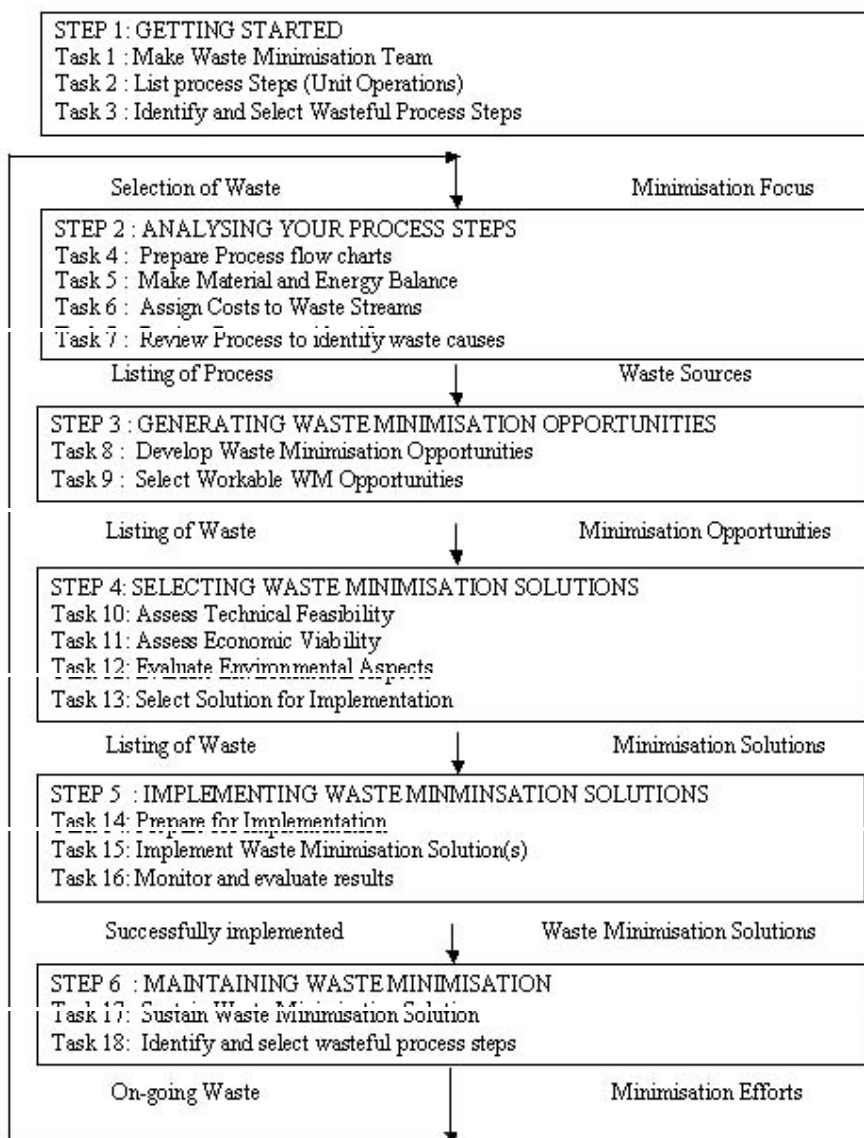 STEP 1: GETTING STARTED
Task 1 : Make Waste Minimisation Team
Task 2 : List process Steps (Unit Operations)
Task 3 : Identify and Select Wasteful Process Steps
Selection of Waste Minimisation Focus
STEP 2 : ANALYSING YOUR PROCESS STEPS
Task 4 : Prepare Process flow charts
Task 5 : Make Material and Energy Balance
Task 6 : Assign Costs to Waste Streams
Task 7 : Review Process to identify waste causes
Listing of Process Waste Sources
STEP 3 : GENERATING WASTE MINIMISATION OPPORTUNITIES
Task 8 : Develop Waste Minimisation Opportunities
Task 9 : Select Workable WM Opportunities
Listing of Waste Minimisation Opportunities
STEP 4: SELECTING WASTE MINIMISATION SOLUTIONS
Task 10: Assess Technical Feasibility
Task 11: Assess Economic Viability
Task 12: Evaluate Environmental Aspects
Task 13: Select Solution for Implementation
Listing of Waste Minimisation Solutions
STEP 5 : IMPLEMENTING WASTE MINMINSATION SOLUTIONS
Task 14: Prepare for Implementation
Task 15: Implement Waste Minimisation Solution(s)
Task 16: Monitor and evaluate results
Successfully implemented Waste Minimisation Solutions
STEP 6 : MAINTAINING WASTE MINIMISATION
Task 17: Sustain Waste Minimisation Solution
Task 18: Identify and select wasteful process steps
On-going Waste Minimisation Efforts